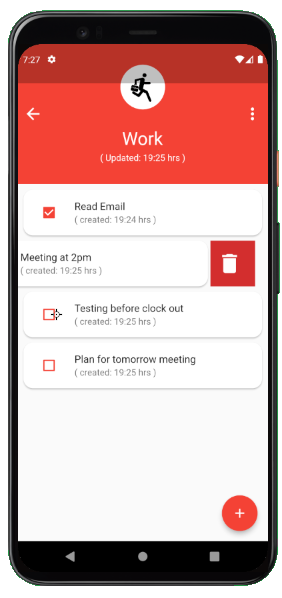 7:27
Work
( Updated: 19:25 hrs )
Read Email
( created: 19:24 hrs )
Meeting at 2pm
( created: 19:25 hrs )
Testing before clock out
( created: 19:25 hrs )
Plan for tomorrow meeting
( created: 19:25 hrs )